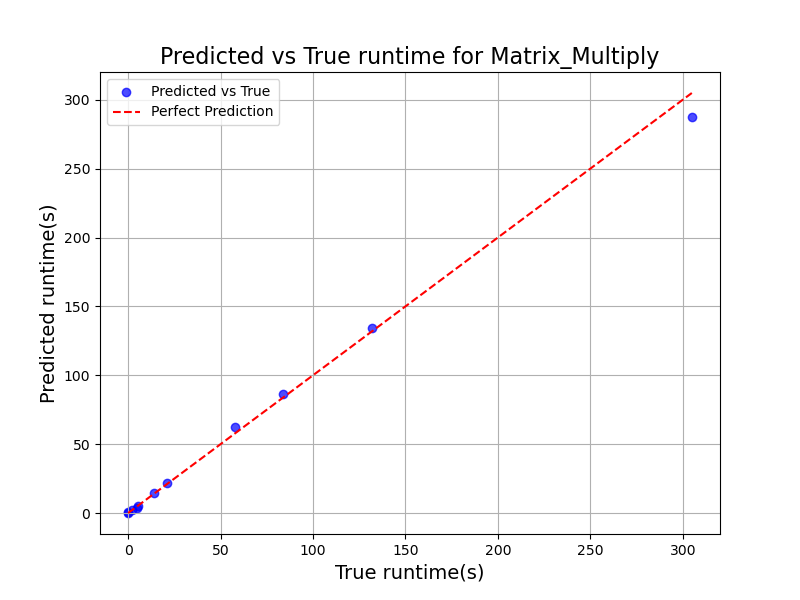 Predicted vs True runtime for Matrix_Multiply
Predicted vs True
Perfect Prediction
300
250
200
150
100
50
0
Predicted runtime(s)
0 50 100 150 200 250 300
True runtime(s)